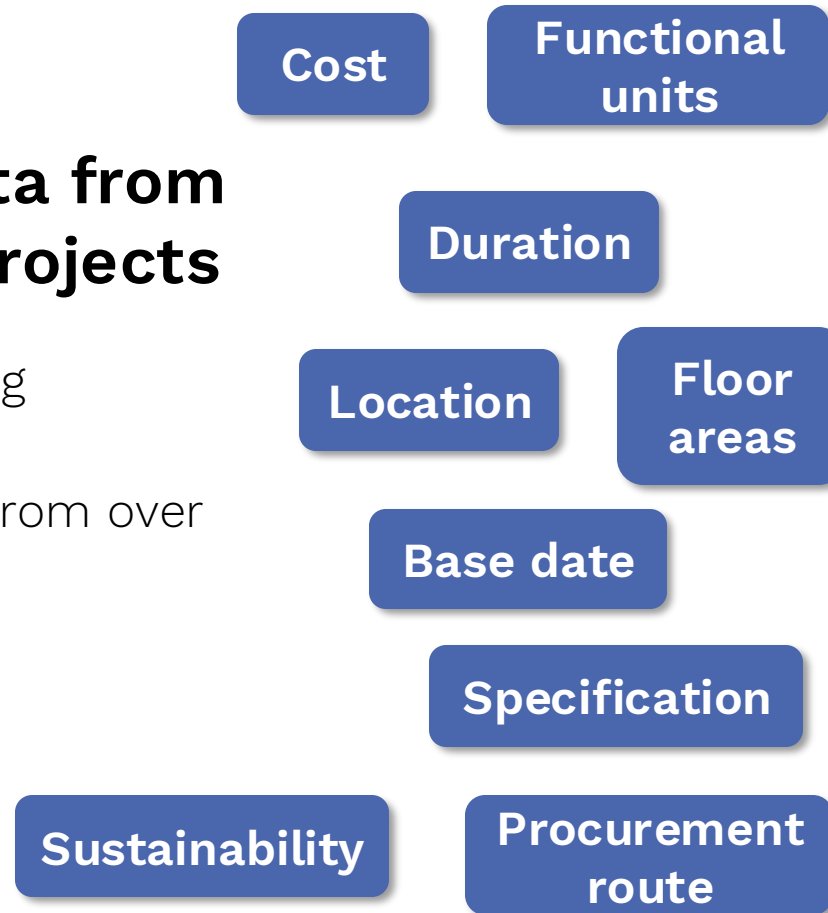 Cost
Functional
units
ta from
rojects
Duration
g
Location
Floor
areas
rom over
Base date
Specification
Sustainability
Procurement
route